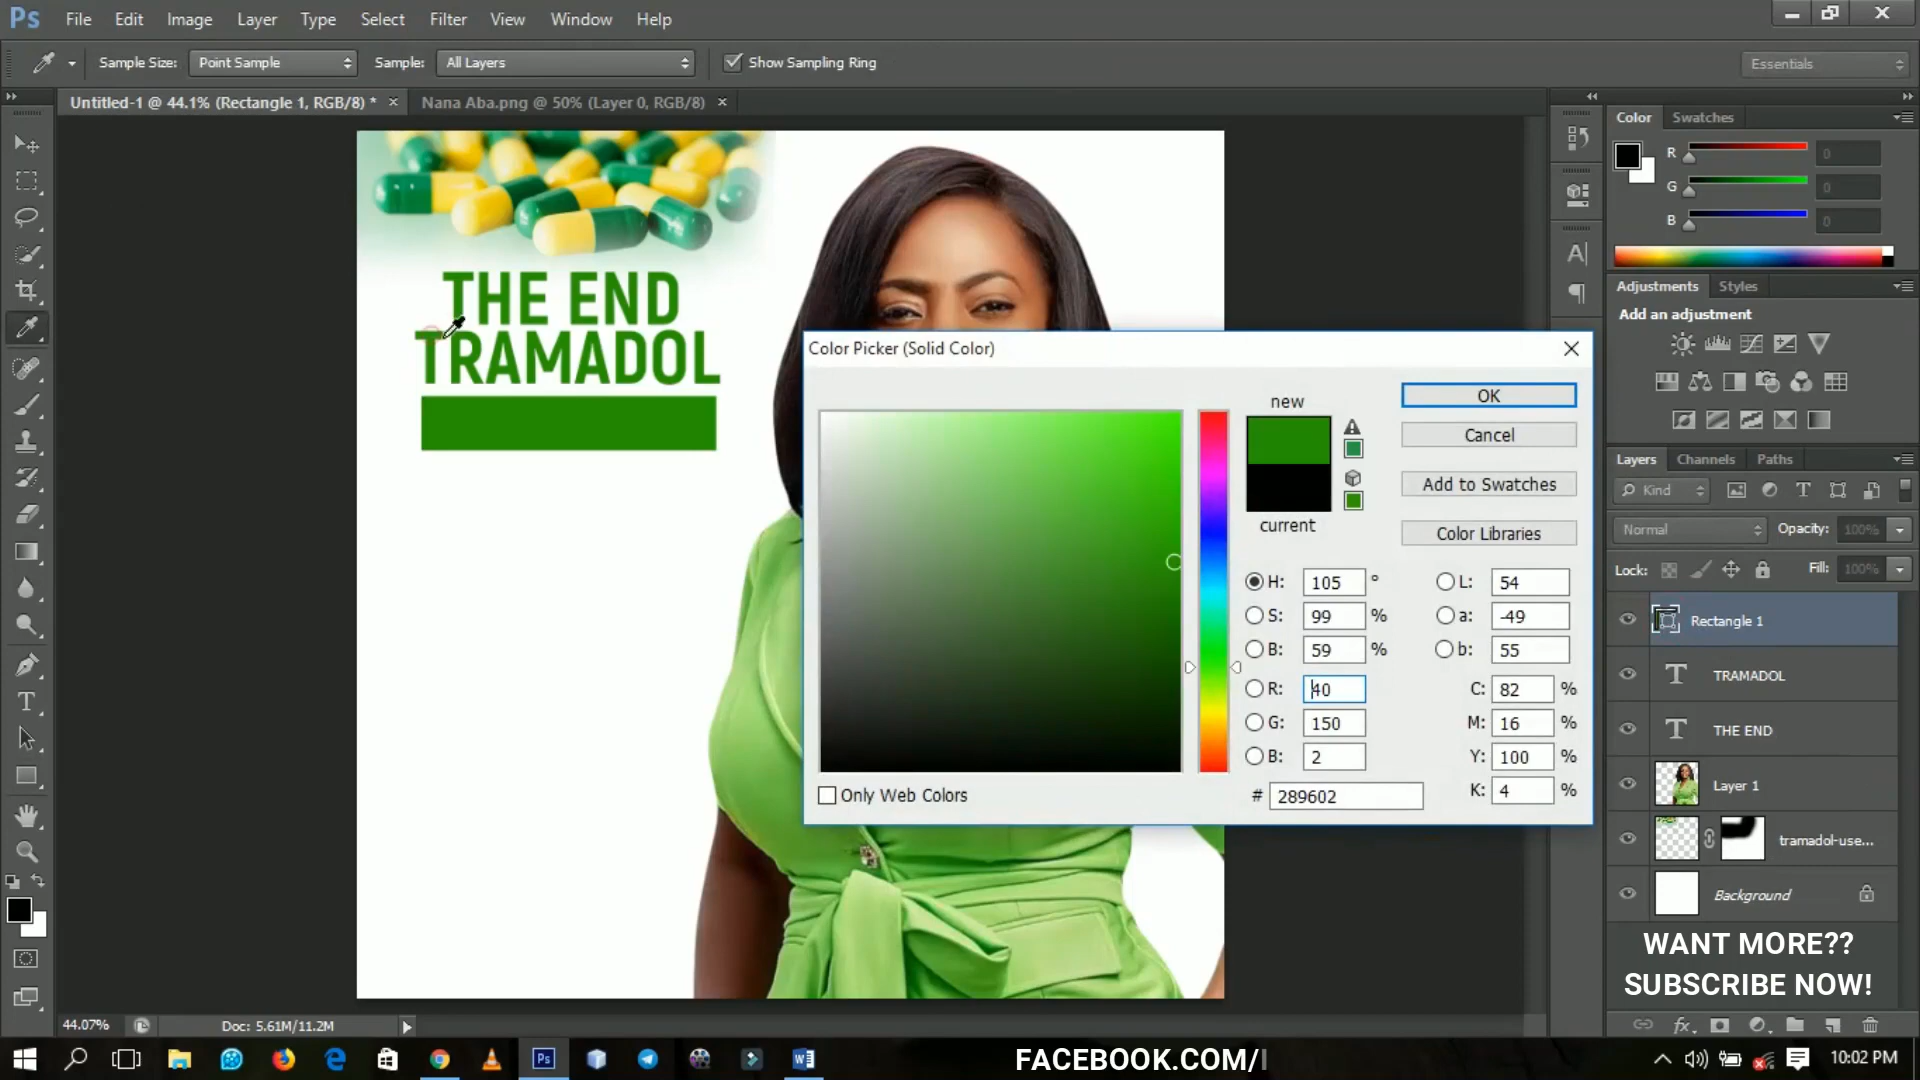 Ps File Edit Image Layer Type Select Filter View Window Help
Sample Size: Point Sample Sample: All Layers Show Sampling Ring Essentials
Untitled-1 @ 44.1% (Rectangle 1, RGB/8) * × Nana Aba.png @ 50% (Layer 0, RGB/8) ×
THE END
TRAMADOL
Color Picker (Solid Color)
new
current
OK
Cancel
Add to Swatches
Color Libraries
H: 105 °
S: 99 %
B: 59 %
R: 40
G: 150
B: 2
# 289602
L: 54
a: -49
b: 55
C: 82 %
M: 16 %
Y: 100 %
K: 4 %
Only Web Colors
Color Swatches
R 0
G 0
B 0
Adjustments Styles
Add an adjustment
Layers Channels Paths
Kind
Normal Opacity: 100%
Lock: Fill: 100%
Rectangle 1
TRAMADOL
THE END
Layer 1
tramadol-use...
Background
WANT MORE??
SUBSCRIBE NOW!
44.07% Doc: 5.61M/11.2M
FACEBOOK.COM/
10:02 PM